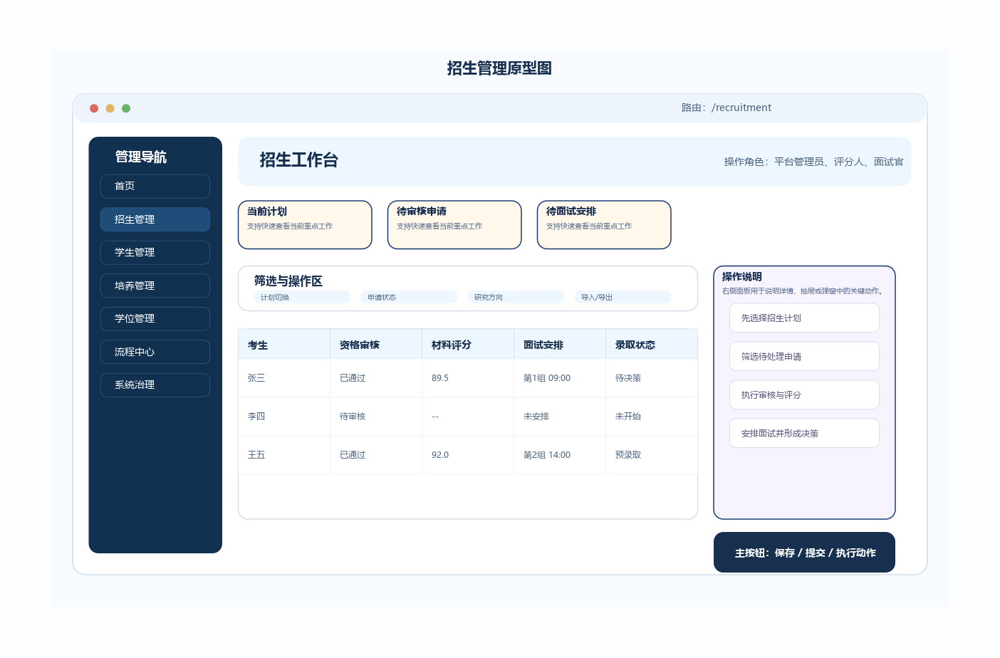 招生管理原型图
路由：/recruitment
管理导航
首页
招生管理
学生管理
培养管理
学位管理
流程中心
系统治理
招生工作台
操作角色：平台管理员、评分人、面试官
当前计划
支持快速查看当前重点工作
待审核申请
支持快速查看当前重点工作
待面试安排
支持快速查看当前重点工作
筛选与操作区
计划切换 申请状态 研究方向 导入/导出
考生 资格审核 材料评分 面试安排 录取状态
张三 已通过 89.5 第1组 09:00 待决策
李四 待审核 -- 未安排 未开始
王五 已通过 92.0 第2组 14:00 预录取
操作说明
右侧面板用于说明详情、抽屉或弹窗中的关键动作。
先选择招生计划
筛选待处理申请
执行审核与评分
安排面试并形成决策
主按钮：保存 / 提交 / 执行动作